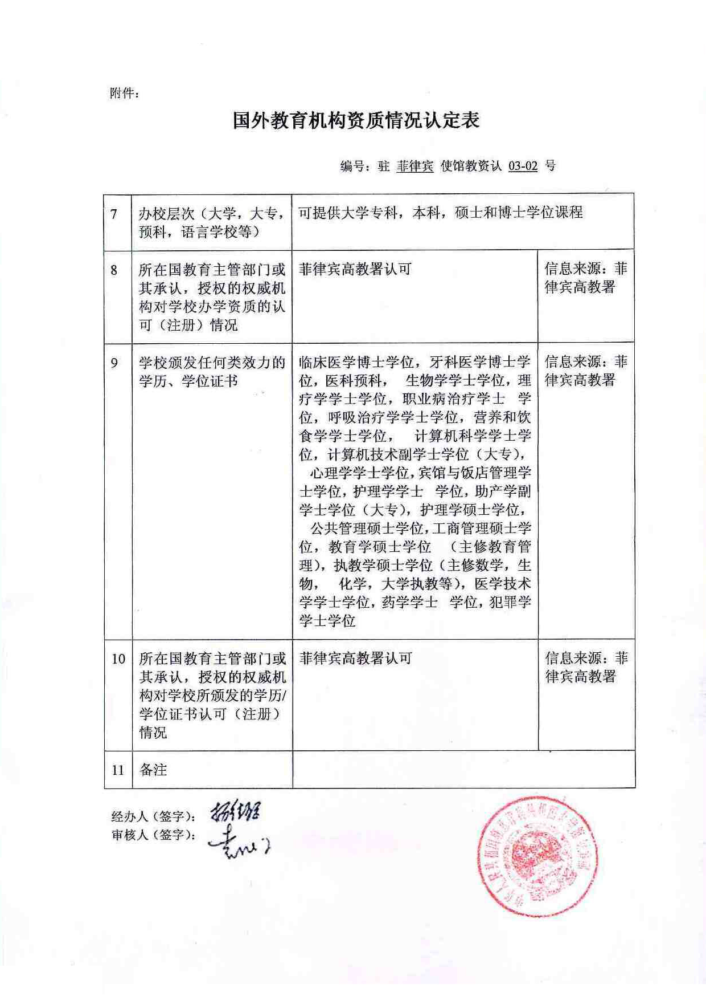 附件：
国外教育机构资质情况认定表
编号：驻 菲律宾 使馆教资认 03-02 号
7
办校层次（大学，大专，
预科，语言学校等）
可提供大学专科，本科，硕士和博士学位课程
8
所在国教育主管部门或
其承认，授权的权威机
构对学校办学资质的认
可（注册）情况
菲律宾高教署认可
信息来源：菲
律宾高教署
9
学校颁发任何类效力的
学历、学位证书
临床医学博士学位，牙科医学博士学
位，医科预科， 生物学学士学位，理
疗学学士学位，职业病治疗学士 学
位，呼吸治疗学学士学位，营养和饮
食学学士学位， 计算机科学学士学
位，计算机技术副学士学位（大专），
心理学学士学位，宾馆与饭店管理学
士学位，护理学学士 学位，助产学副
学士学位（大专），护理学硕士学位，
公共管理硕士学位，工商管理硕士学
位，教育学硕士学位 （主修教育管
理），执教学硕士学位（主修数学，生
物， 化学，大学执教等），医学技术
学学士学位，药学学士 学位，犯罪学
学士学位
信息来源：菲
律宾高教署
10
所在国教育主管部门或
其承认，授权的权威机
构对学校所颁发的学历/
学位证书认可（注册）
情况
菲律宾高教署认可
信息来源：菲
律宾高教署
11
备注
经办人（签字）：
审核人（签字）：